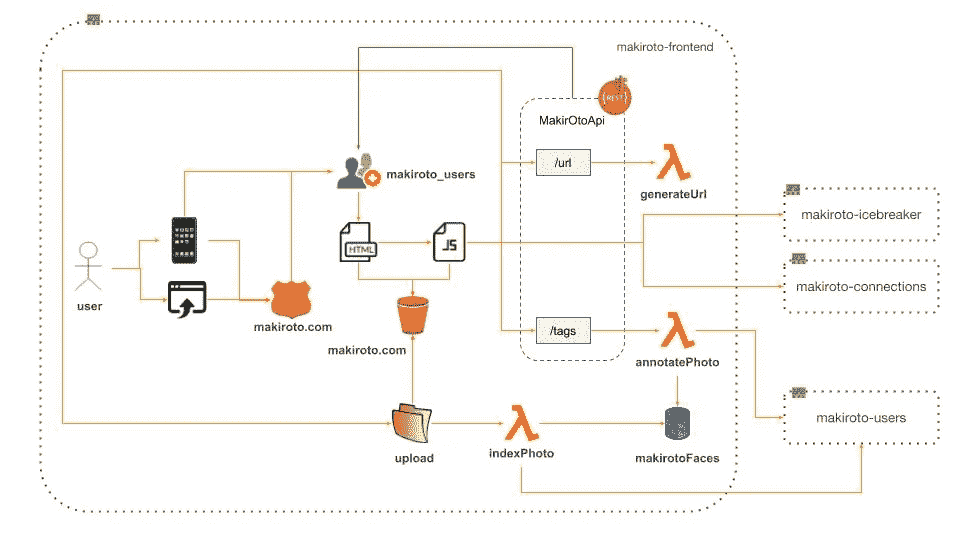 makiroto-frontend
{REST}
MakirOtoApi
/url
makiroto_users
generateUrl
HTML
JS
makiroto-icebreaker
user
makiroto-connections
makiroto.com
makiroto.com
/tags
annotatePhoto
makiroto-users
upload
indexPhoto
makirotoFaces